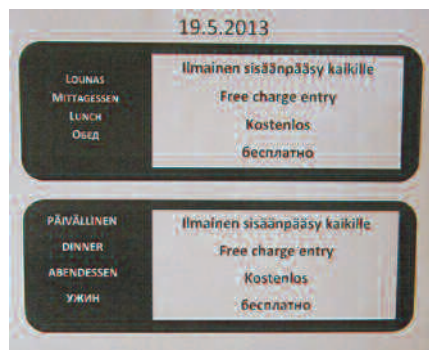 19.5.2013
LOUNAS
MITTAGESSEN
LUNCH
ОБЕД
Ilmainen sisäänpääsy kaikille
Free charge entry
Kostenlos
бесплатно
PÄIVÄLLINEN
DINNER
ABENDESSEN
УЖИН
Ilmainen sisäänpääsy kaikille
Free charge entry
Kostenlos
бесплатно